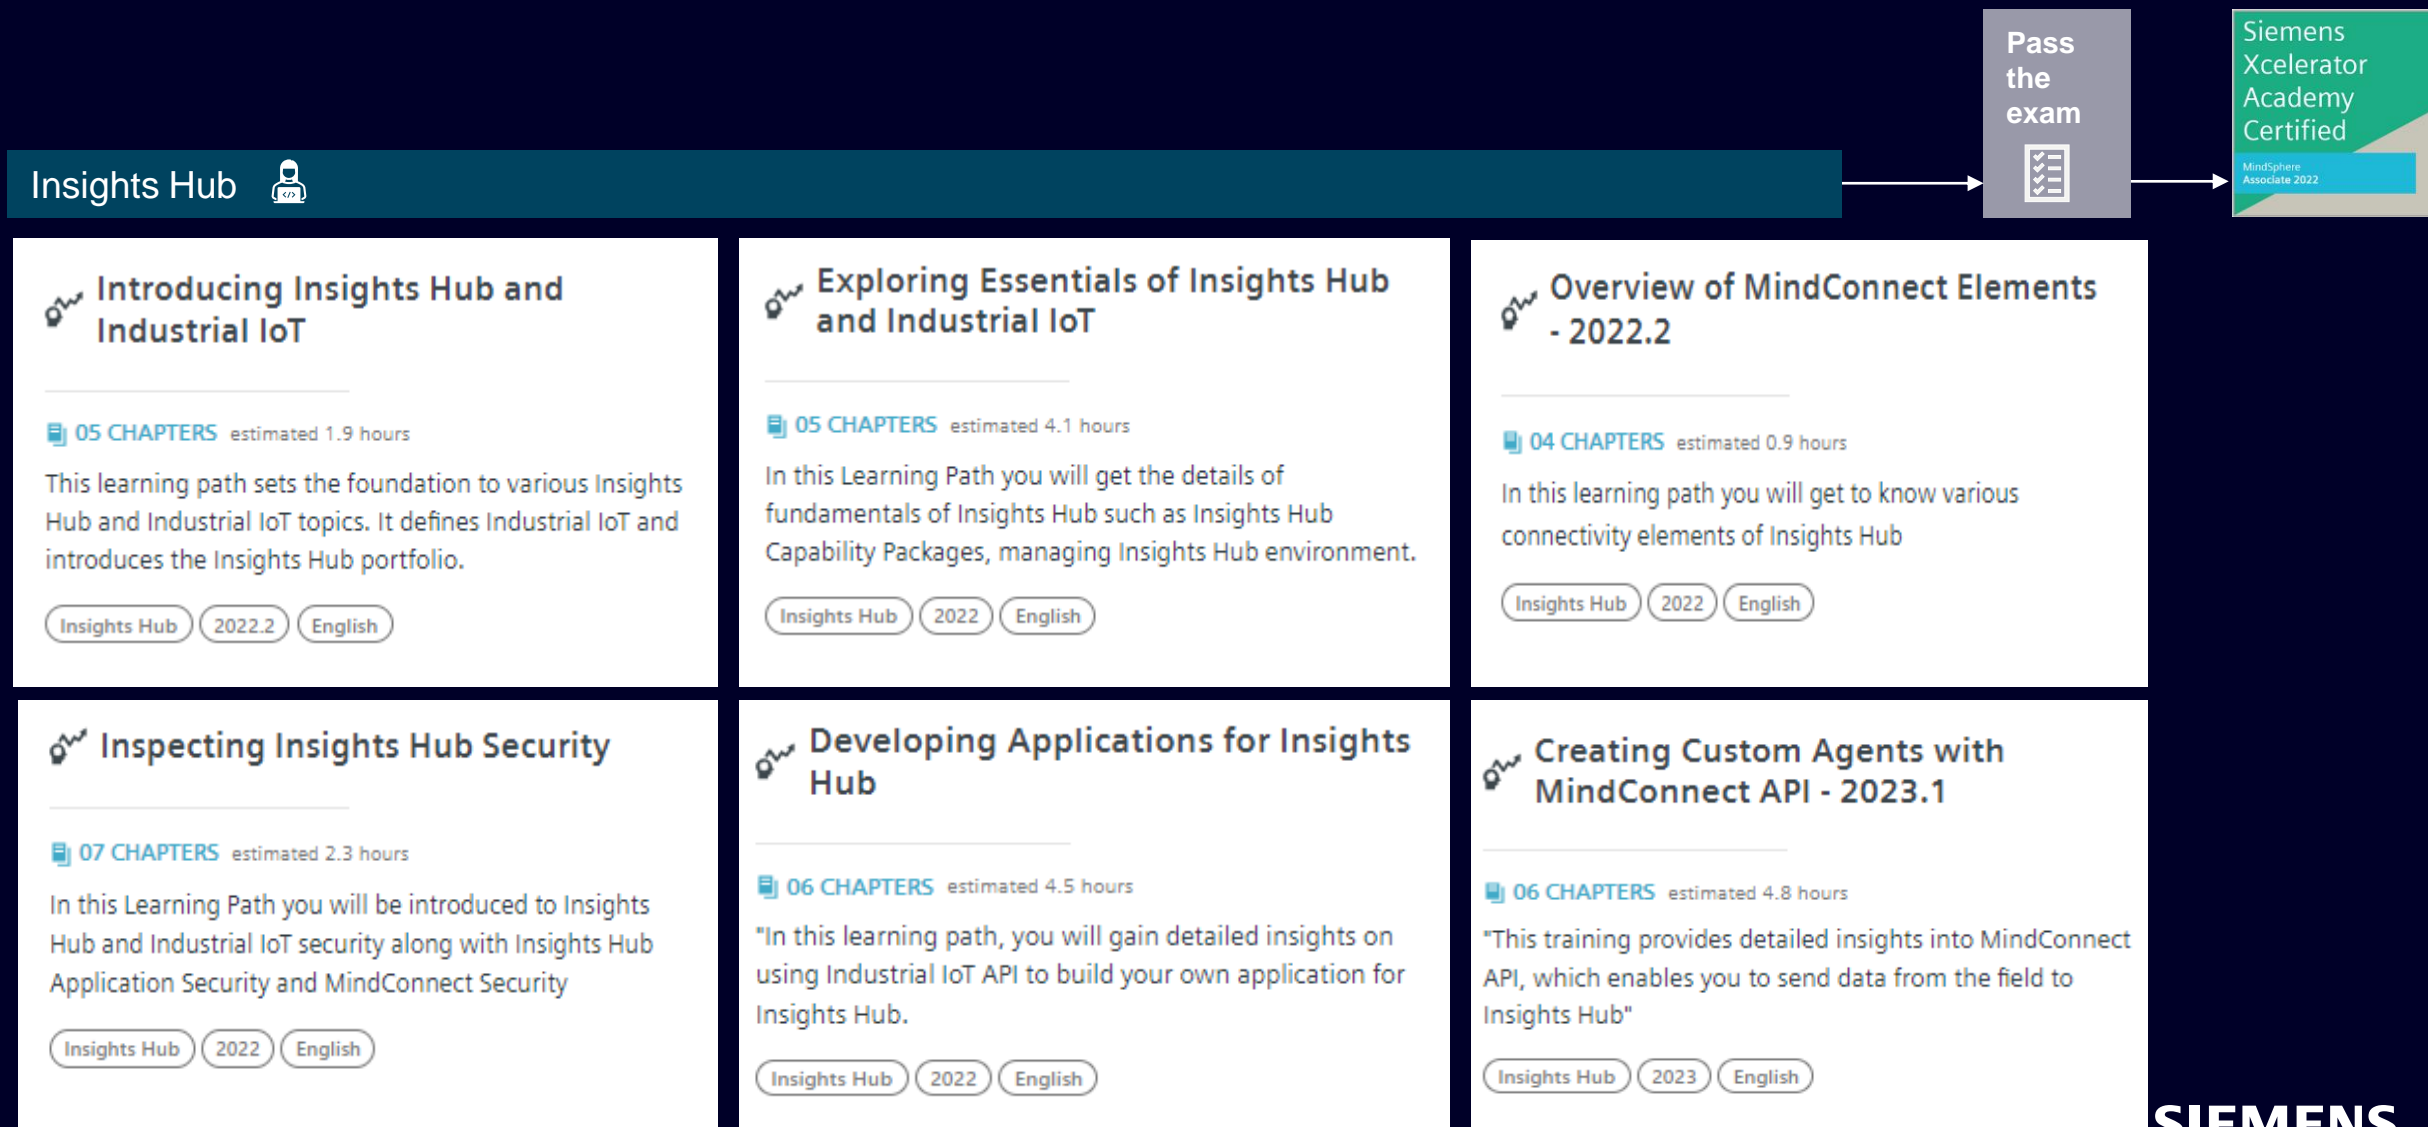 Pass
the
exam
Siemens
Xcelerator
Academy
Certified
MindSphere
Associate 2022
Insights Hub
Introducing Insights Hub and
Industrial IoT
05 CHAPTERS estimated 1.9 hours
This learning path sets the foundation to various Insights
Hub and Industrial IoT topics. It defines Industrial IoT and
introduces the Insights Hub portfolio.
Insights Hub 2022.2 English
Exploring Essentials of Insights Hub
and Industrial IoT
05 CHAPTERS estimated 4.1 hours
In this Learning Path you will get the details of
fundamentals of Insights Hub such as Insights Hub
Capability Packages, managing Insights Hub environment.
Insights Hub 2022 English
Overview of MindConnect Elements
- 2022.2
04 CHAPTERS estimated 0.9 hours
In this learning path you will get to know various
connectivity elements of Insights Hub
Insights Hub 2022 English
Inspecting Insights Hub Security
07 CHAPTERS estimated 2.3 hours
In this Learning Path you will be introduced to Insights
Hub and Industrial IoT security along with Insights Hub
Application Security and MindConnect Security
Insights Hub 2022 English
Developing Applications for Insights
Hub
06 CHAPTERS estimated 4.5 hours
"In this learning path, you will gain detailed insights on
using Industrial IoT API to build your own application for
Insights Hub.
Insights Hub 2022 English
Creating Custom Agents with
MindConnect API - 2023.1
06 CHAPTERS estimated 4.8 hours
"This training provides detailed insights into MindConnect
API, which enables you to send data from the field to
Insights Hub"
Insights Hub 2023 English
SIEMENS